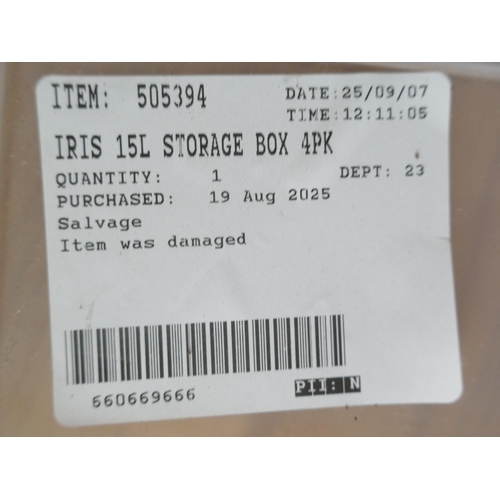 ITEM: 505394 DATE:25/09/07
TIME:12:11:05
IRIS 15L STORAGE BOX 4PK
QUANTITY: 1 DEPT: 23
PURCHASED: 19 Aug 2025
Salvage
Item was damaged
660669666 PII: N